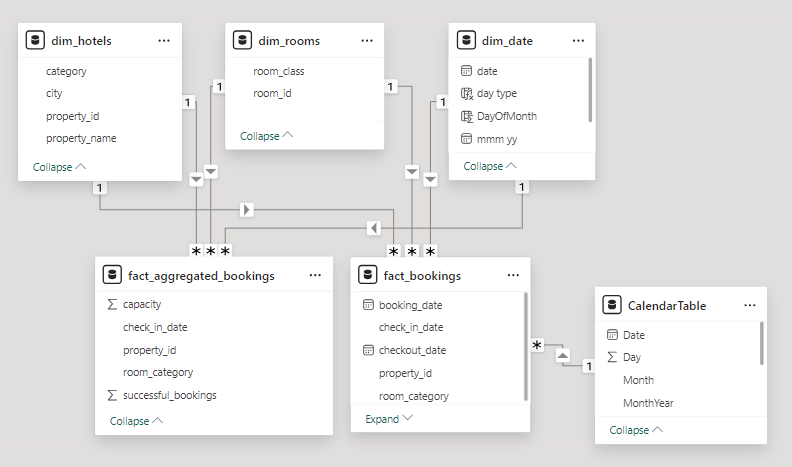 dim_hotels
category
city
property_id
property_name
Collapse
dim_rooms
room_class
room_id
Collapse
dim_date
date
day type
DayOfMonth
mmm yy
Collapse
1
1
1
1
1
1
*
*
*
*
*
*
fact_aggregated_bookings
capacity
check_in_date
property_id
room_category
successful_bookings
Collapse
fact_bookings
booking_date
check_in_date
checkout_date
property_id
room_category
Expand
*
1
CalendarTable
Date
Day
Month
MonthYear
Collapse